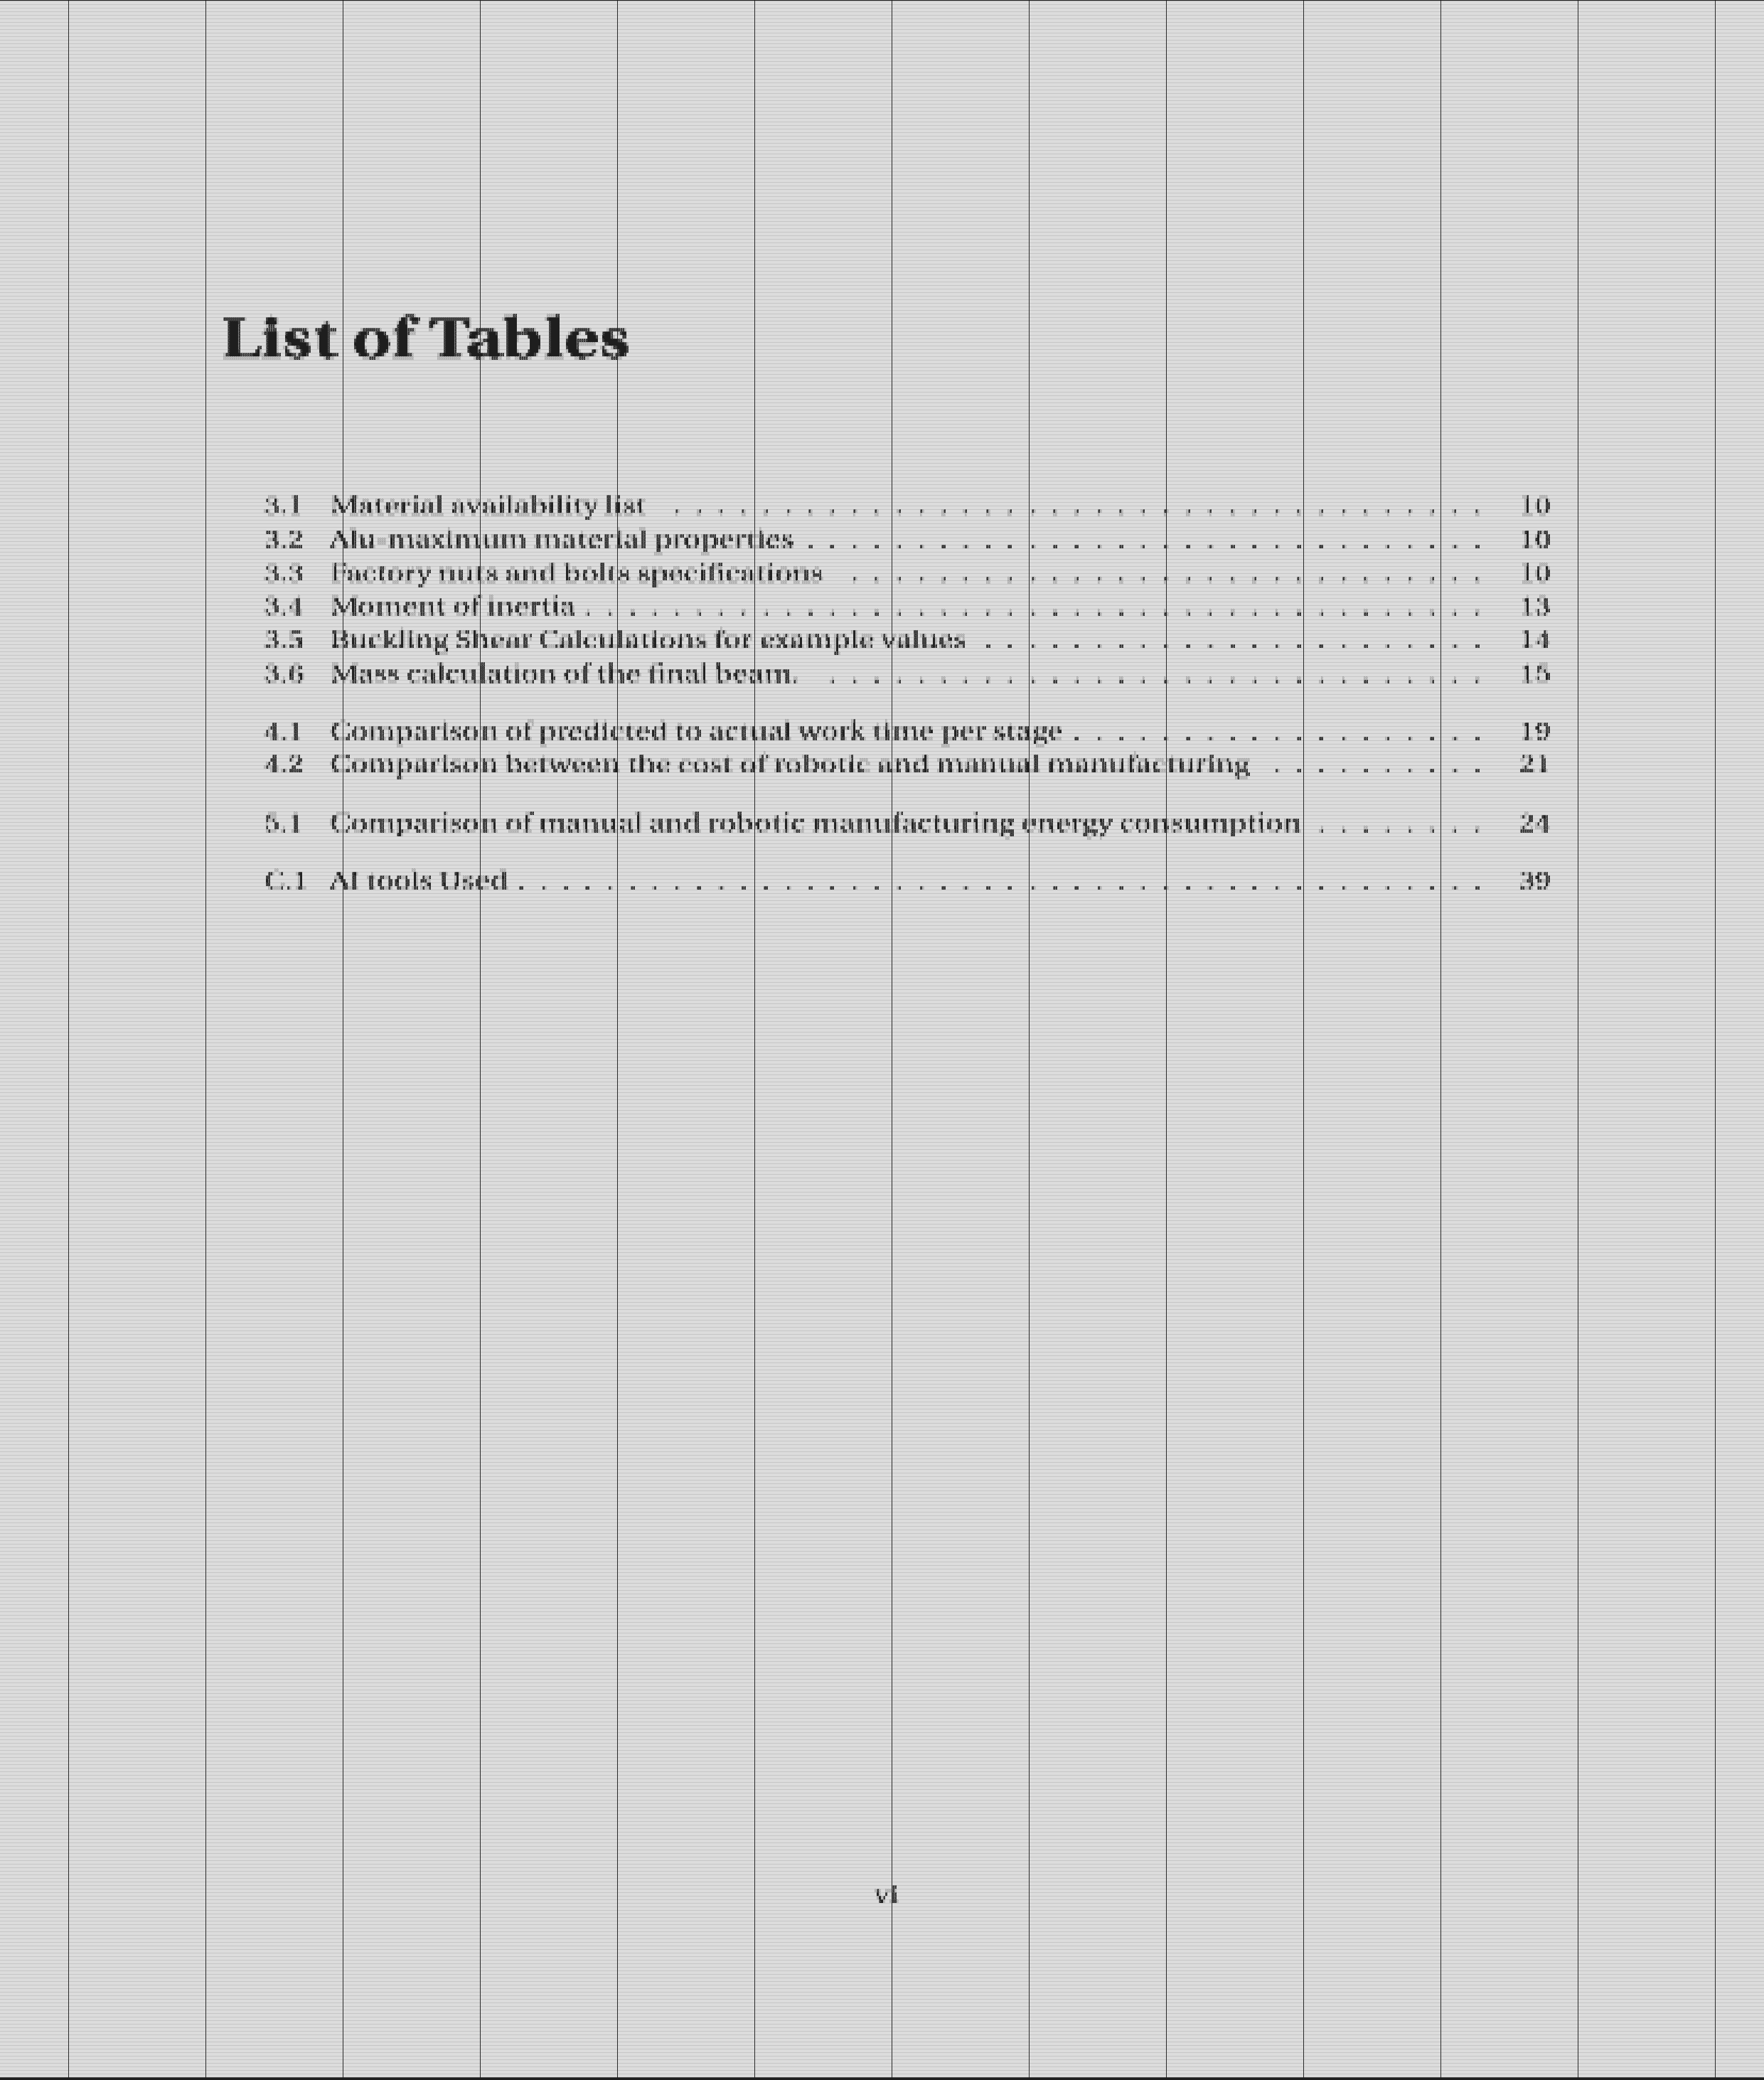 List of Tables
3.1 Material availability list . . . . . . . . . . . . . . . . . . . . . . . . . . . . . . . . . . . . . 10
3.2 Alu-maximum material properties . . . . . . . . . . . . . . . . . . . . . . . . . . . . . . . 10
3.3 Factory nuts and bolts specifications . . . . . . . . . . . . . . . . . . . . . . . . . . . . . 10
3.4 Moment of inertia . . . . . . . . . . . . . . . . . . . . . . . . . . . . . . . . . . . . . . . . . 13
3.5 Buckling Shear Calculations for example values . . . . . . . . . . . . . . . . . . . . . . . 14
3.6 Mass calculation of the final beam. . . . . . . . . . . . . . . . . . . . . . . . . . . . . . . 15
4.1 Comparison of predicted to actual work time per stage . . . . . . . . . . . . . . . . . . . 19
4.2 Comparison between the cost of robotic and manual manufacturing . . . . . . . . . . 21
5.1 Comparison of manual and robotic manufacturing energy consumption . . . . . . . . 24
C.1 AI tools Used . . . . . . . . . . . . . . . . . . . . . . . . . . . . . . . . . . . . . . . . . . . . 39
vi